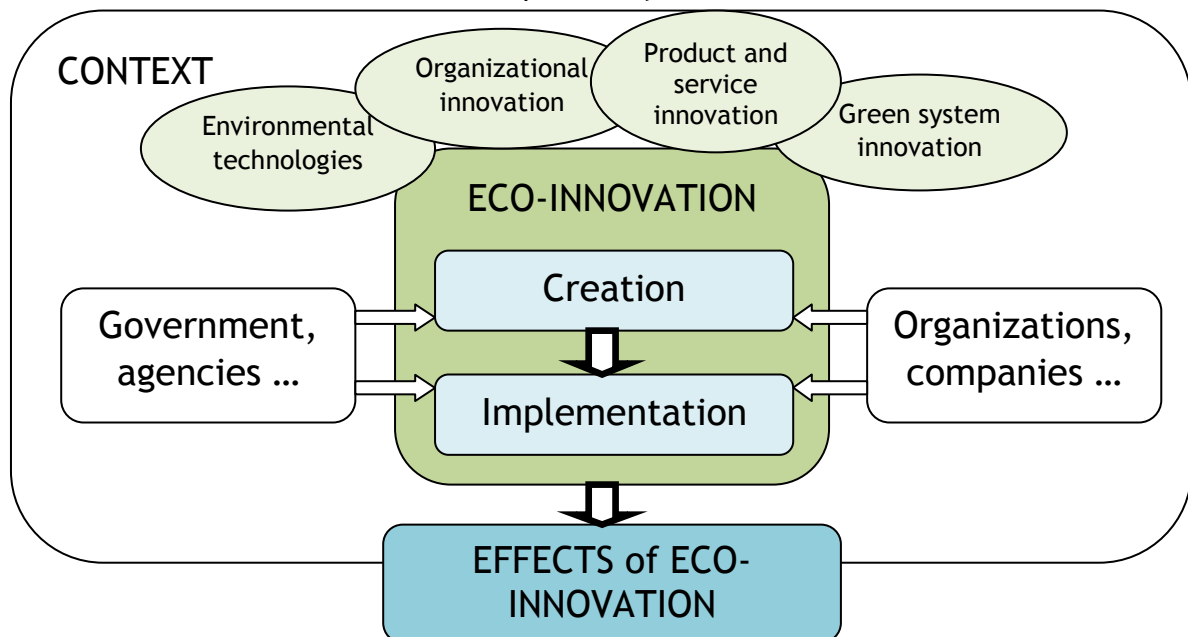 CONTEXT
Environmental
technologies
Organizational
innovation
Product and
service
innovation
Green system
innovation
ECO-INNOVATION
Creation
Government,
agencies …
Organizations,
companies …
Implementation
EFFECTS of ECO-
INNOVATION